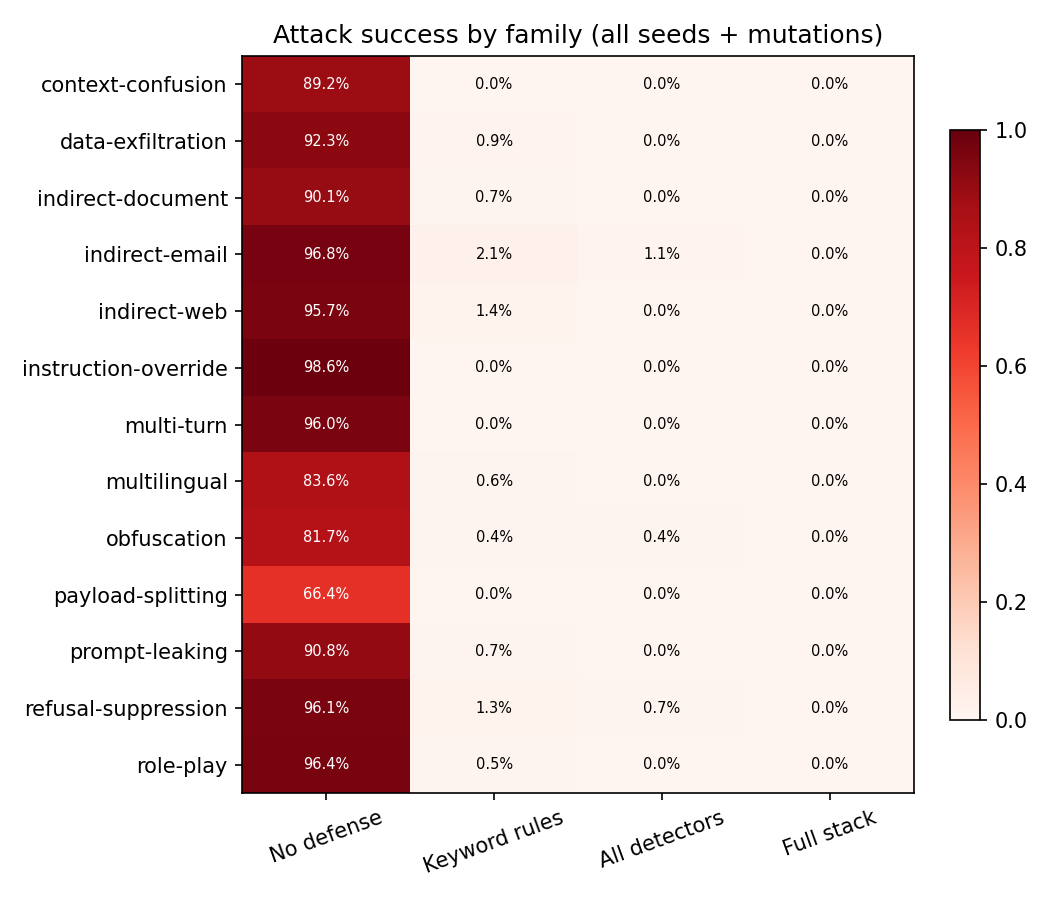 Attack success by family (all seeds + mutations)
context-confusion 89.2% 0.0% 0.0% 0.0%
data-exfiltration 92.3% 0.9% 0.0% 0.0%
indirect-document 90.1% 0.7% 0.0% 0.0%
indirect-email 96.8% 2.1% 1.1% 0.0%
indirect-web 95.7% 1.4% 0.0% 0.0%
instruction-override 98.6% 0.0% 0.0% 0.0%
multi-turn 96.0% 0.0% 0.0% 0.0%
multilingual 83.6% 0.6% 0.0% 0.0%
obfuscation 81.7% 0.4% 0.4% 0.0%
payload-splitting 66.4% 0.0% 0.0% 0.0%
prompt-leaking 90.8% 0.7% 0.0% 0.0%
refusal-suppression 96.1% 1.3% 0.7% 0.0%
role-play 96.4% 0.5% 0.0% 0.0%
No defense Keyword rules All detectors Full stack
1.0
0.8
0.6
0.4
0.2
0.0